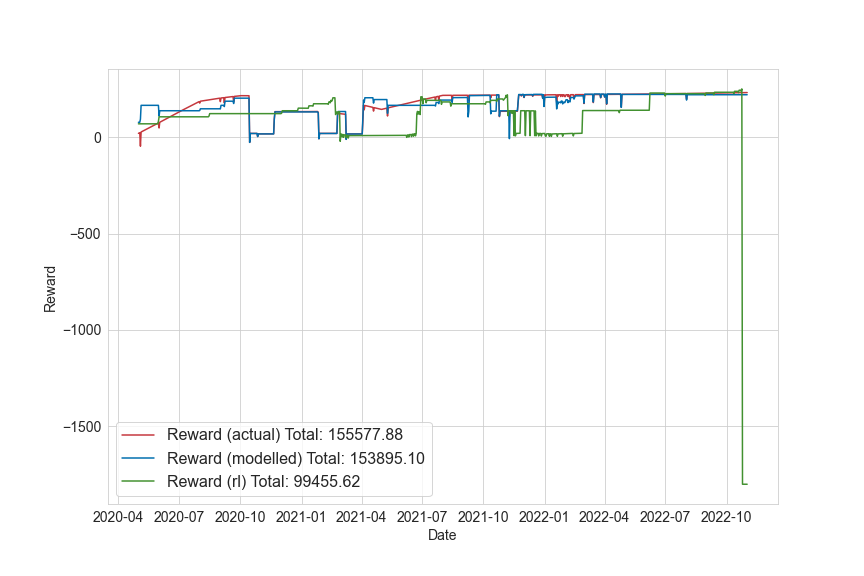 0
−500
−1000
−1500
Reward
Reward (actual) Total: 155577.88
Reward (modelled) Total: 153895.10
Reward (rl) Total: 99455.62
2020-04 2020-07 2020-10 2021-01 2021-04 2021-07 2021-10 2022-01 2022-04 2022-07 2022-10
Date